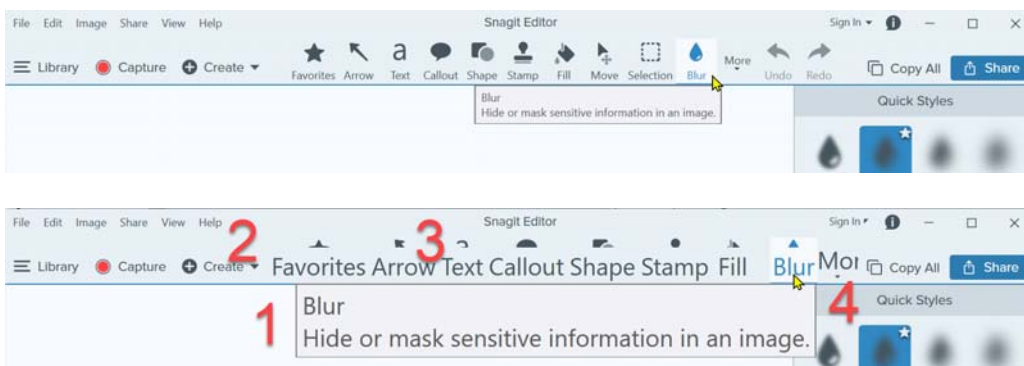 File Edit Image Share View Help Snagit Editor Sign In
Library Capture Create Favorites Arrow a Text Callout Shape Stamp Fill Move Selection Blur More Undo Redo Copy All Share
Blur
Hide or mask sensitive information in an image.
Quick Styles
File Edit Image Share View Help Snagit Editor Sign In
2 3
Library Capture Create Favorites Arrow Text Callout Shape Stamp Fill Blur Mor Copy All Share
1 Blur 4 Quick Styles
Hide or mask sensitive information in an image.